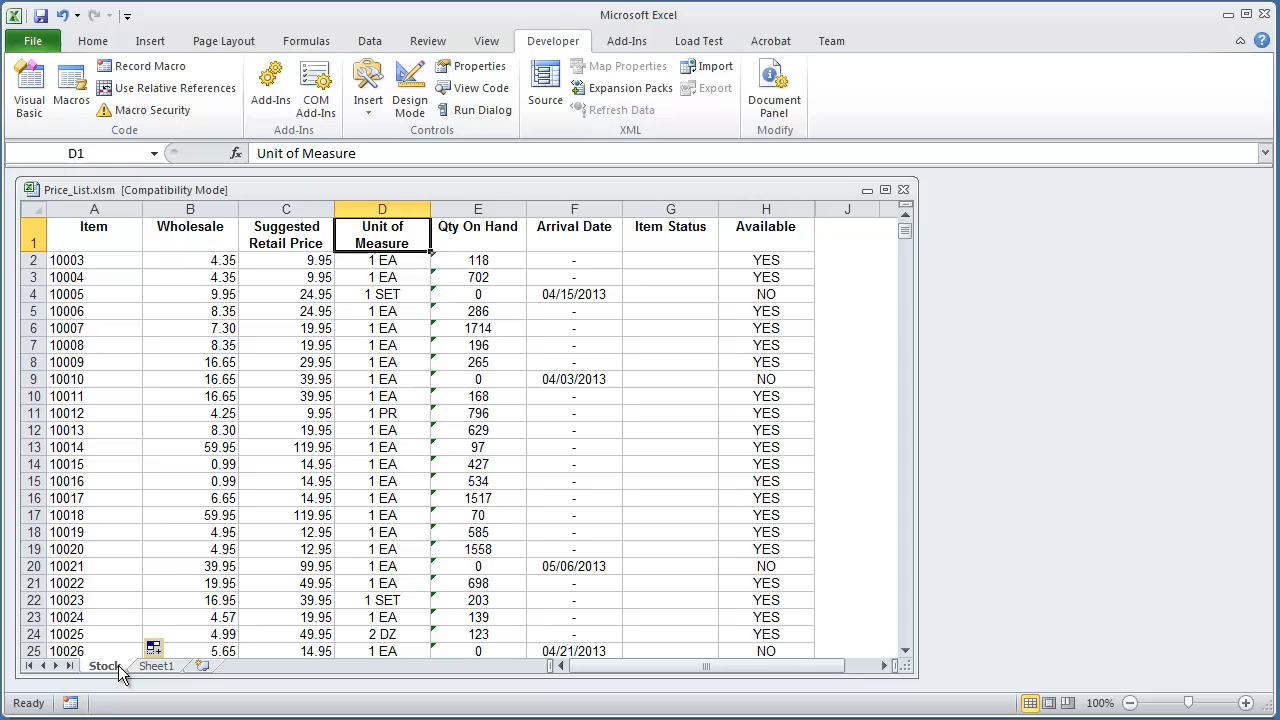 Microsoft Excel
File Home Insert Page Layout Formulas Data Review View Developer Add-Ins Load Test Acrobat Team
Visual Basic
Macros
Record Macro
Use Relative References
Macro Security
Code
Add-Ins
COM Add-Ins
Add-Ins
Insert
Design Mode
Properties
View Code
Run Dialog
Controls
Source
Map Properties
Expansion Packs
Refresh Data
Import
Export
XML
Document Panel
Modify
D1 fx Unit of Measure
Price_List.xlsm [Compatibility Mode]
A B C D E F G H J
1 Item Wholesale Suggested Retail Price Unit of Measure Qty On Hand Arrival Date Item Status Available
2 10003 4.35 9.95 1 EA 118 - YES
3 10004 4.35 9.95 1 EA 702 - YES
4 10005 9.95 24.95 1 SET 0 04/15/2013 NO
5 10006 8.35 24.95 1 EA 286 - YES
6 10007 7.30 19.95 1 EA 1714 - YES
7 10008 8.35 19.95 1 EA 196 - YES
8 10009 16.65 29.95 1 EA 265 - YES
9 10010 16.65 39.95 1 EA 0 04/03/2013 NO
10 10011 16.65 39.95 1 EA 168 - YES
11 10012 4.25 9.95 1 PR 796 - YES
12 10013 8.30 19.95 1 EA 629 - YES
13 10014 59.95 119.95 1 EA 97 - YES
14 10015 0.99 14.95 1 EA 427 - YES
15 10016 0.99 14.95 1 EA 534 - YES
16 10017 6.65 14.95 1 EA 1517 - YES
17 10018 59.95 119.95 1 EA 70 - YES
18 10019 4.95 12.95 1 EA 585 - YES
19 10020 4.95 12.95 1 EA 1558 - YES
20 10021 39.95 99.95 1 EA 0 05/06/2013 NO
21 10022 19.95 49.95 1 EA 698 - YES
22 10023 16.95 39.95 1 SET 203 - YES
23 10024 4.57 19.95 1 EA 139 - YES
24 10025 4.99 49.95 2 DZ 123 - YES
25 10026 5.65 14.95 1 EA 0 04/21/2013 NO
Stock Sheet1
Ready 100%